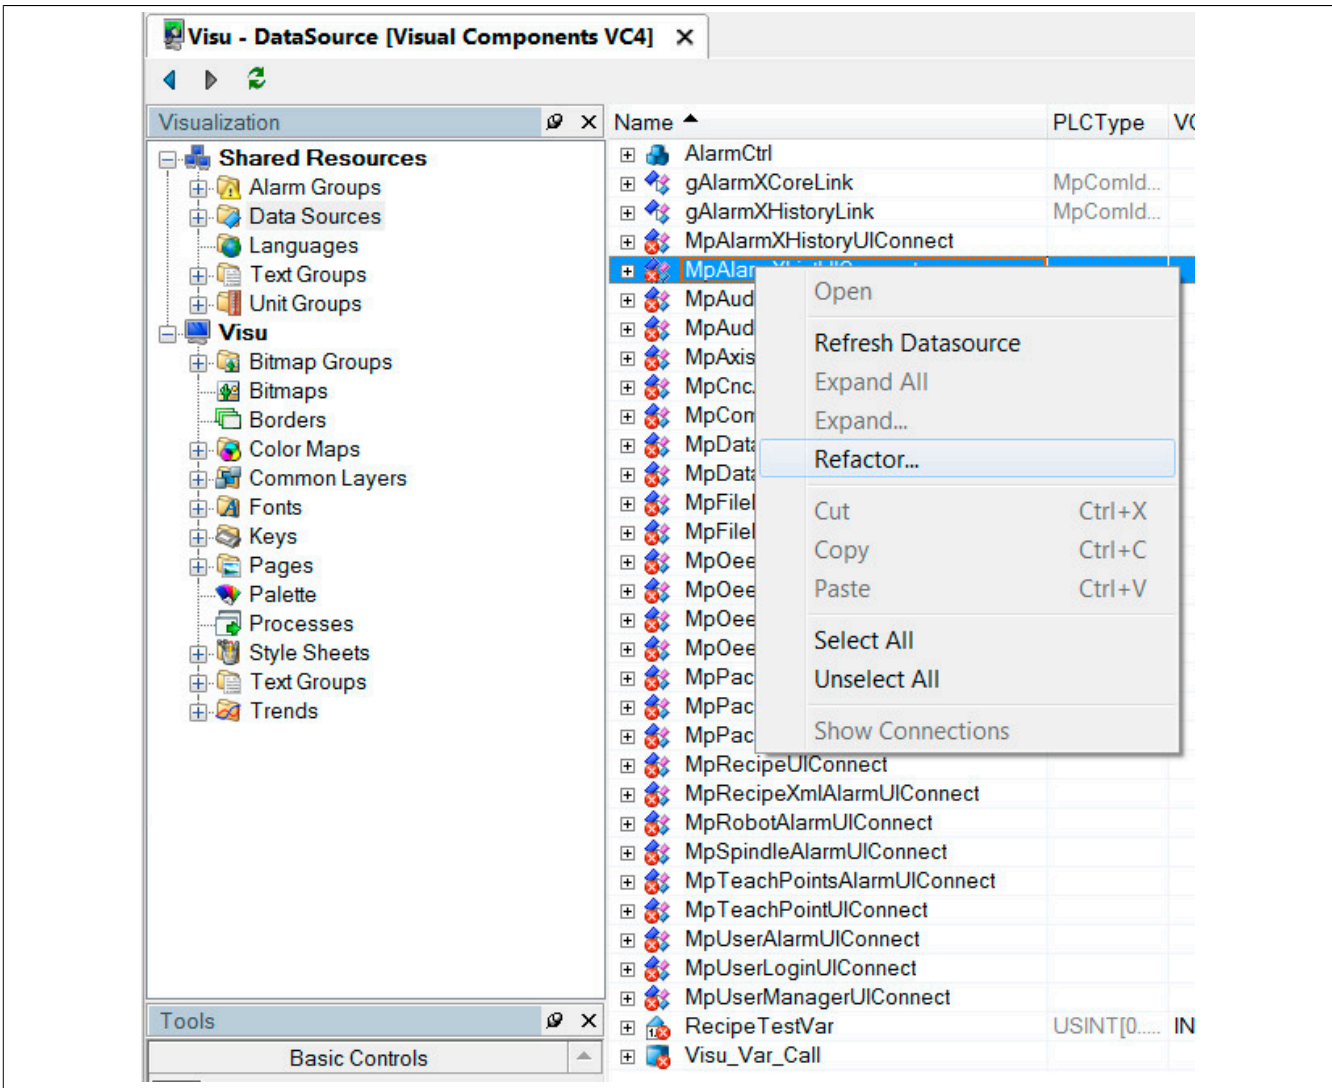 Visu - DataSource [Visual Components VC4]
Visualization
Shared Resources
Alarm Groups
Data Sources
Languages
Text Groups
Unit Groups
Visu
Bitmap Groups
Bitmaps
Borders
Color Maps
Common Layers
Fonts
Keys
Pages
Palette
Processes
Style Sheets
Text Groups
Trends
Tools
Basic Controls
Name PLCType
AlarmCtrl
gAlarmXCoreLink MpComId...
gAlarmXHistoryLink MpComId...
MpAlarmXHistoryUIConnect
MpAlar
MpAud
MpAud
MpAxis
MpCnc
MpCom
MpData
MpData
MpFile
MpFile
MpOee
MpOee
MpOee
MpOee
MpPac
MpPac
MpPac
MpRecipeUIConnect
MpRecipeXmlAlarmUIConnect
MpRobotAlarmUIConnect
MpSpindleAlarmUIConnect
MpTeachPointsAlarmUIConnect
MpTeachPointUIConnect
MpUserAlarmUIConnect
MpUserLoginUIConnect
MpUserManagerUIConnect
RecipeTestVar USINT[0..... IN
Visu_Var_Call
Open
Refresh Datasource
Expand All
Expand...
Refactor...
Cut Ctrl+X
Copy Ctrl+C
Paste Ctrl+V
Select All
Unselect All
Show Connections